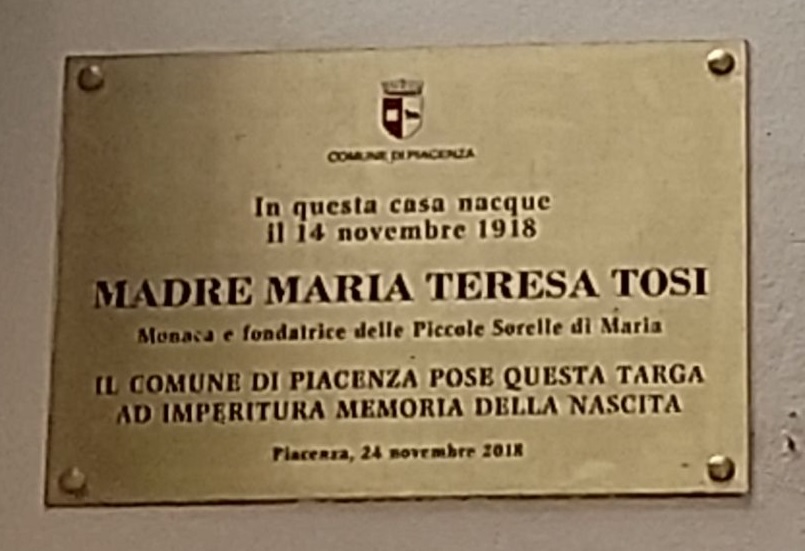 COMUNE DI PIACENZA
In questa casa nacque
il 14 novembre 1918
MADRE MARIA TERESA TOSI
Monaca e fondatrice delle Piccole Sorelle di Maria
IL COMUNE DI PIACENZA POSE QUESTA TARGA
AD IMPERITURA MEMORIA DELLA NASCITA
Piacenza, 24 novembre 2018